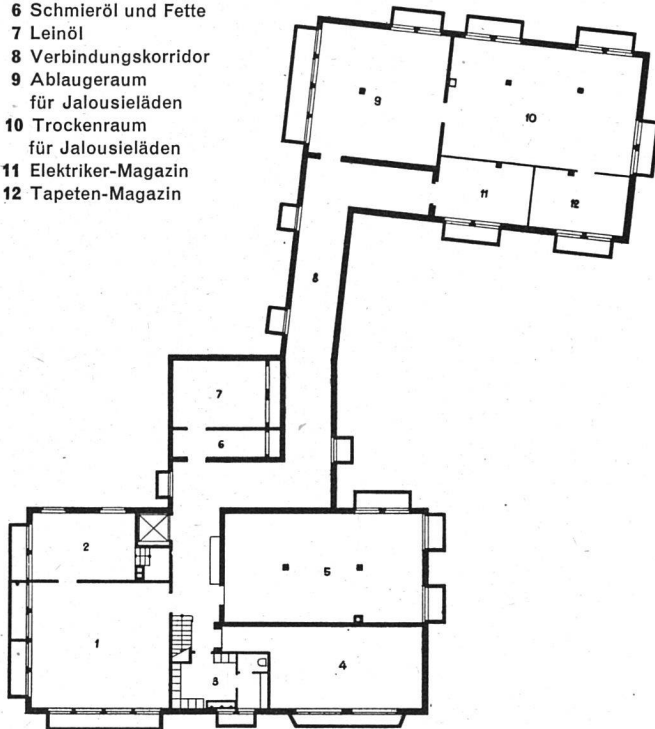 6 Schmieröl und Fette
7 Leinöl
8 Verbindungskorridor
9 Ablaugeraum
für Jalousieläden
10 Trockenraum
für Jalousieläden
11 Elektriker-Magazin
12 Tapeten-Magazin
9
10
11
12
8
7
6
2
5
1
3
4